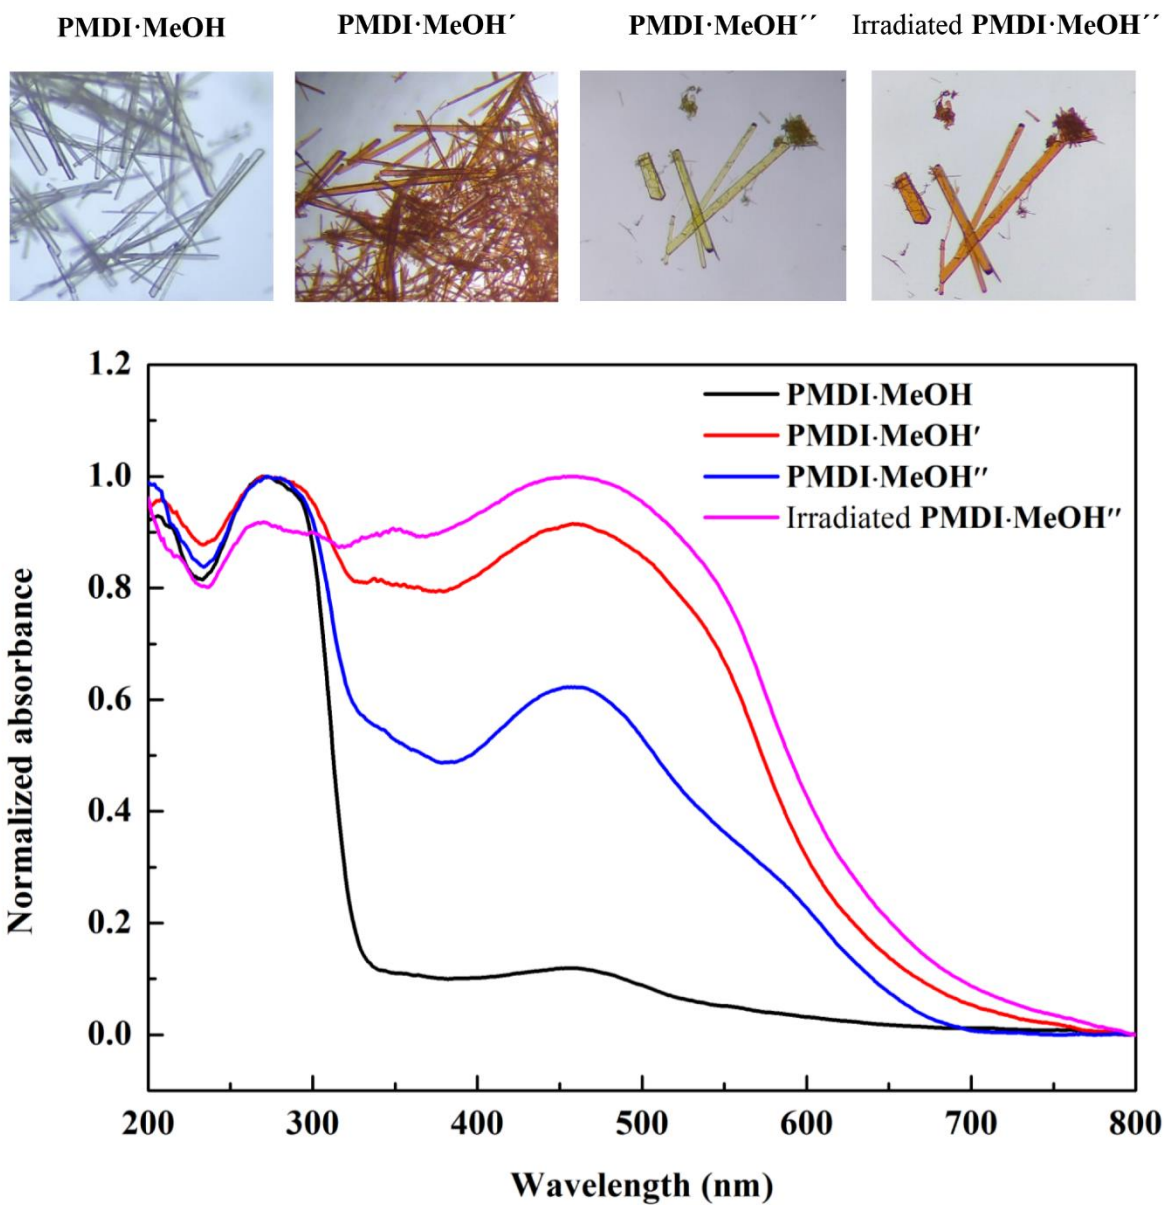 PMDI·MeOH PMDI·MeOH´ PMDI·MeOH´´ Irradiated PMDI·MeOH´´
1.2
1.0
0.8
0.6
0.4
0.2
0.0
Normalized absorbance
PMDI·MeOH
PMDI·MeOH′
PMDI·MeOH″
Irradiated PMDI·MeOH″
200 300 400 500 600 700 800
Wavelength (nm)